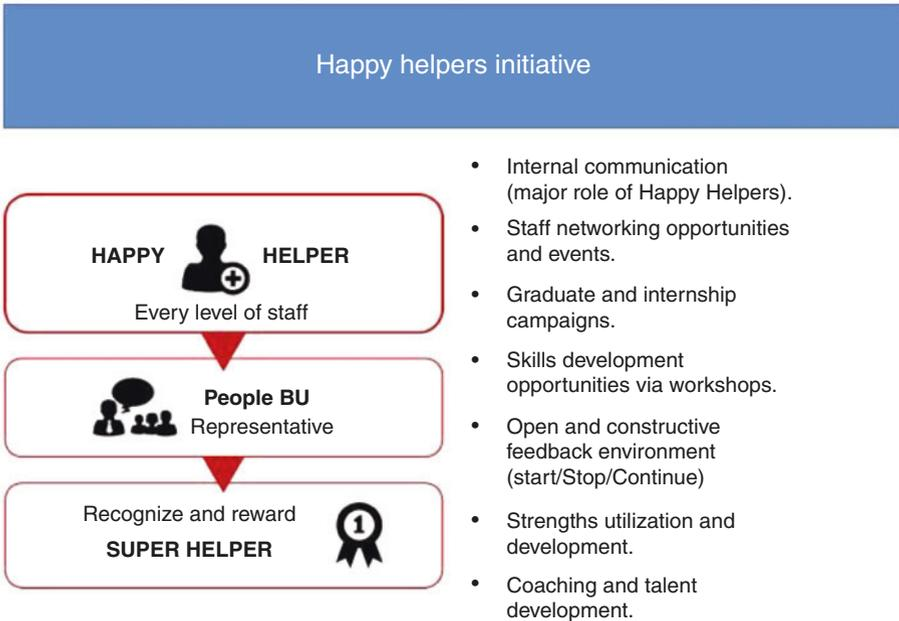 Happy helpers initiative
HAPPY HELPER
Every level of staff
People BU
Representative
Recognize and reward
SUPER HELPER
1
• Internal communication
(major role of Happy Helpers).
• Staff networking opportunities
and events.
• Graduate and internship
campaigns.
• Skills development
opportunities via workshops.
• Open and constructive
feedback environment
(start/Stop/Continue)
• Strengths utilization and
development.
• Coaching and talent
development.